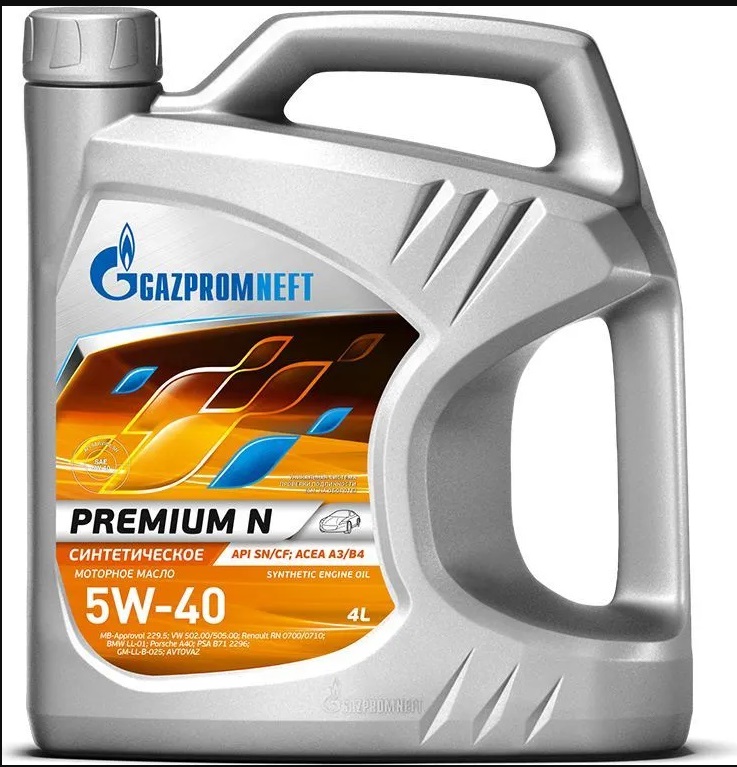 GAZPROMNEFT
SAE
PREMIUM N
СИНТЕТИЧЕСКОЕ
API SN/CF; ACEA A3/B4
МОТОРНОЕ МАСЛО
SYNTHETIC ENGINE OIL
5W-40
4L
MB-Approval 229.5; VW 502.00/505.00; Renault RN 0700/0710;
BMW LL-01; Porsche A40; PSA B71 2296;
GM-LL-B-025; AVTOVAZ
GAZPROMNEFT